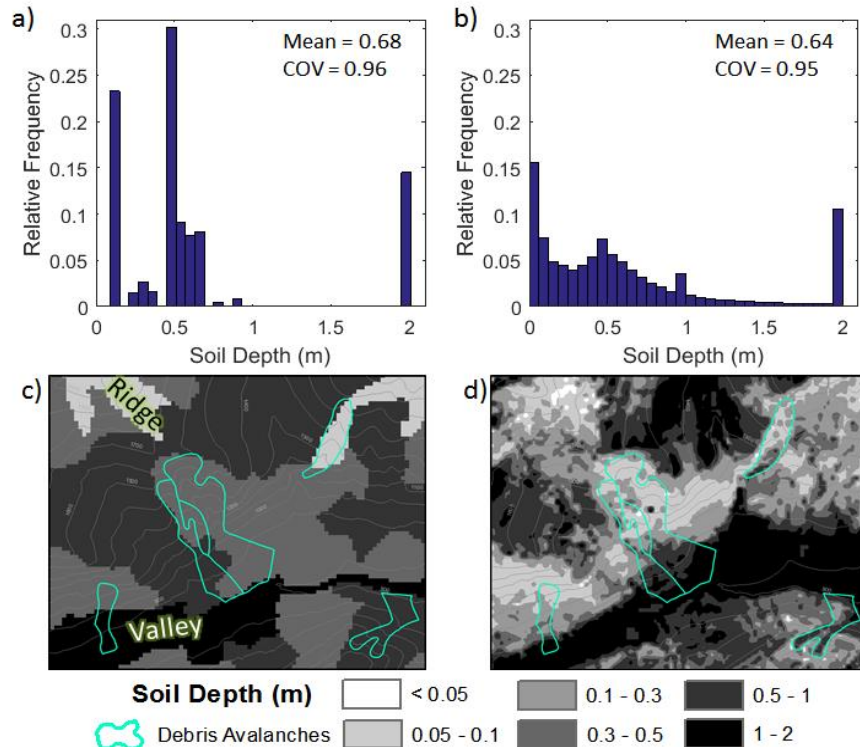 a)
Mean = 0.68
COV = 0.96
Relative Frequency
0.3
0.25
0.2
0.15
0.1
0.05
0
0 0.5 1 1.5 2
Soil Depth (m)
b)
Mean = 0.64
COV = 0.95
Relative Frequency
0.3
0.25
0.2
0.15
0.1
0.05
0
0 0.5 1 1.5 2
Soil Depth (m)
c)
Ridge
Valley
d)
Soil Depth (m)
Debris Avalanches
< 0.05
0.05 - 0.1
0.1 - 0.3
0.3 - 0.5
0.5 - 1
1 - 2